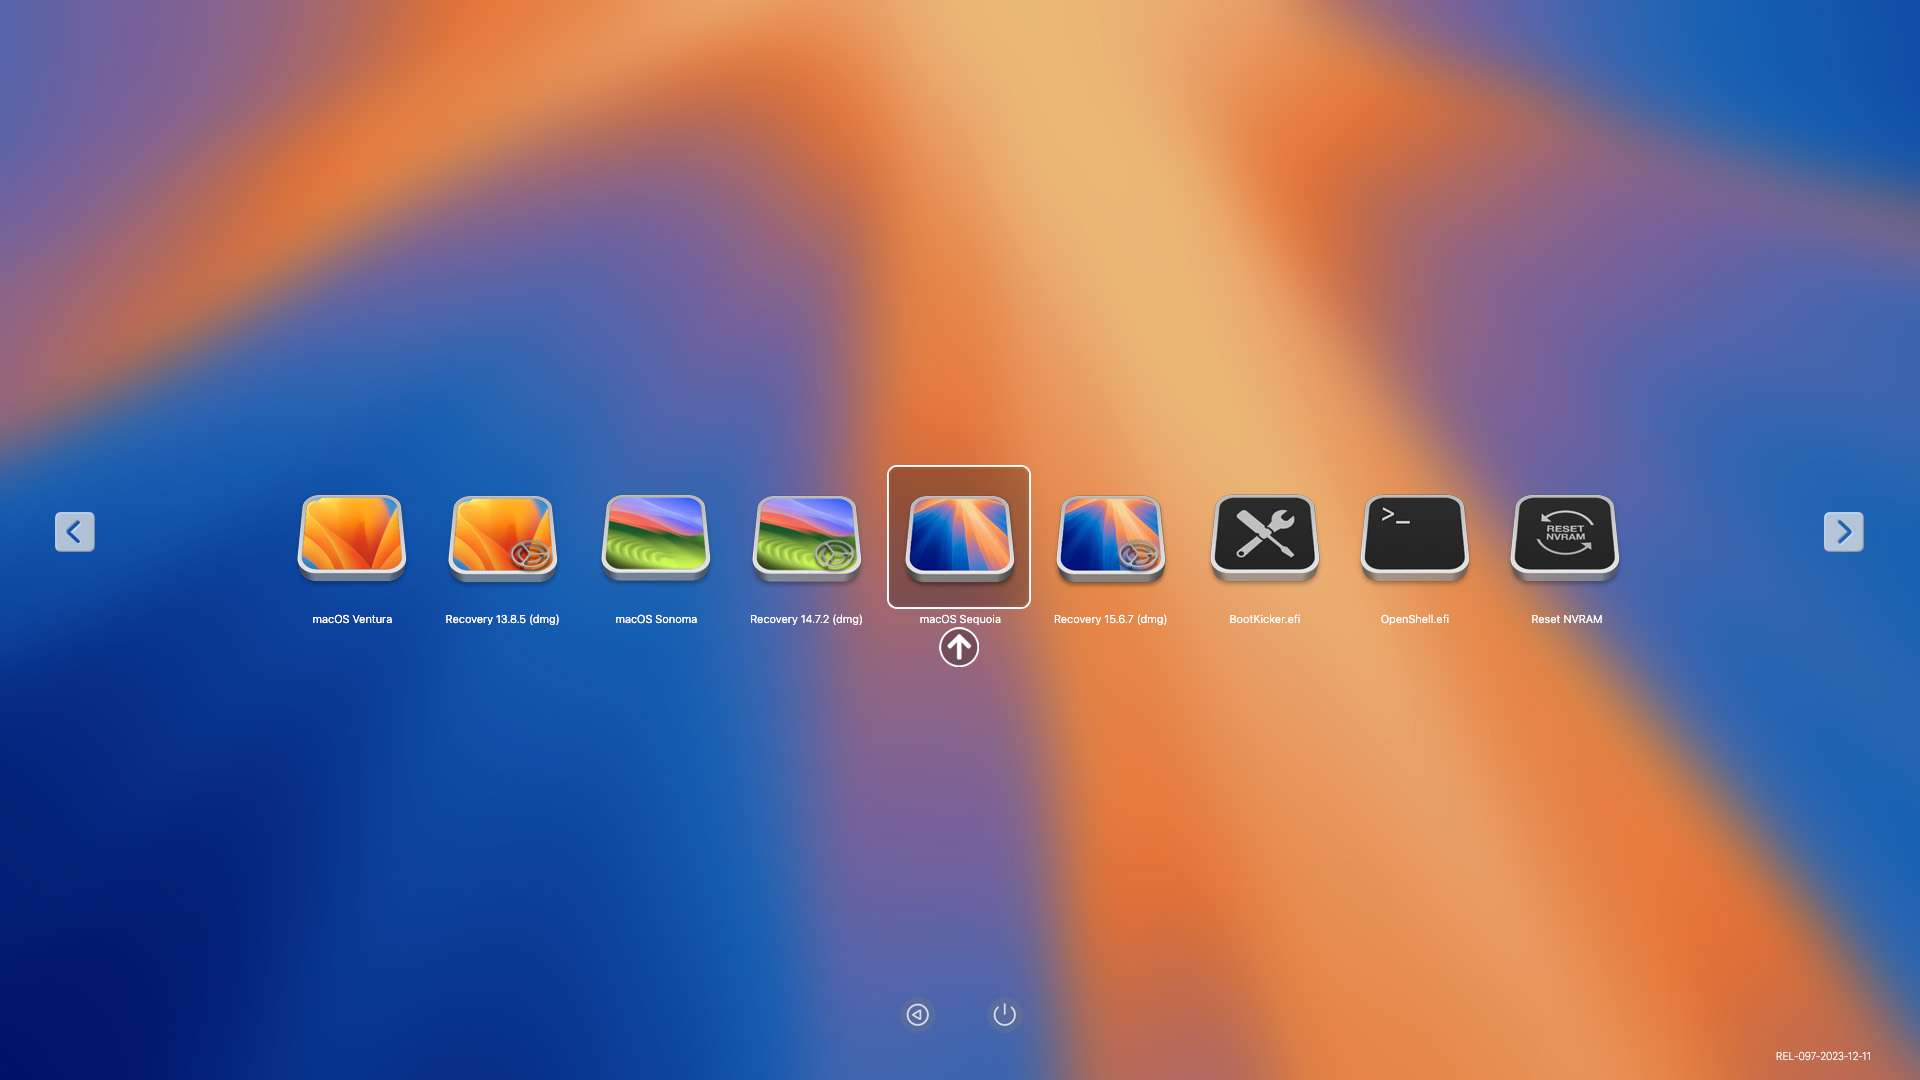 >_
RESET
NVRAM
macOS Ventura
Recovery 13.8.5 (dmg)
macOS Sonoma
Recovery 14.7.2 (dmg)
macOS Sequoia
Recovery 15.6.7 (dmg)
BootKicker.efi
OpenShell.efi
Reset NVRAM
REL-097-2023-12-11